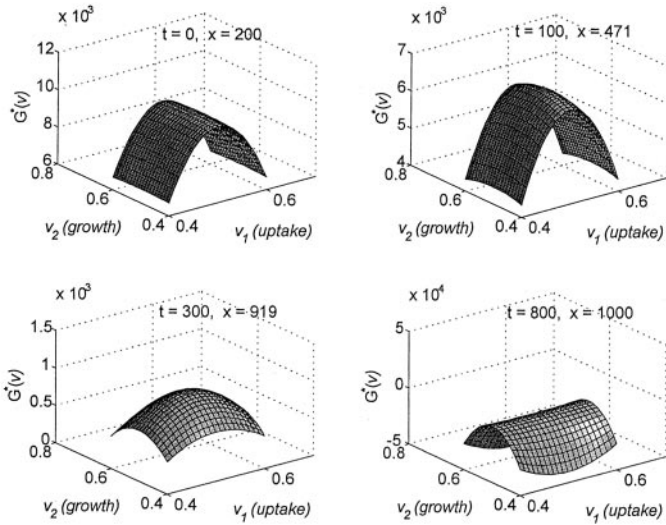 x 10³
12
10
8
6
G*(v)
t = 0, x = 200
0.8
0.6
0.4
v₂ (growth)
0.4
0.6
v₁ (uptake)
x 10³
7
6
5
4
G*(v)
t = 100, x = 471
0.8
0.6
0.4
v₂ (growth)
0.4
0.6
v₁ (uptake)
x 10³
1.5
1
0.5
0
G*(v)
t = 300, x = 919
0.8
0.6
0.4
v₂ (growth)
0.4
0.6
v₁ (uptake)
x 10⁴
5
0
-5
G*(v)
t = 800, x = 1000
0.8
0.6
0.4
v₂ (growth)
0.4
0.6
v₁ (uptake)